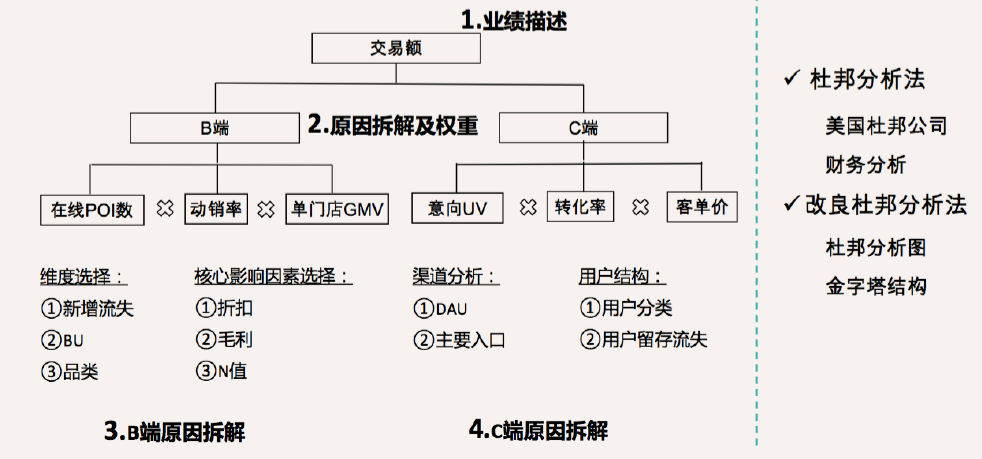 1.业绩描述
交易额
B端
2.原因拆解及权重
C端
在线POI数
动销率
单门店GMV
意向UV
转化率
客单价
维度选择：
①新增流失
②BU
③品类
核心影响因素选择：
①折扣
②毛利
③N值
渠道分析：
①DAU
②主要入口
用户结构：
①用户分类
②用户留存流失
3.B端原因拆解
4.C端原因拆解
✓ 杜邦分析法
美国杜邦公司
财务分析
✓ 改良杜邦分析法
杜邦分析图
金字塔结构